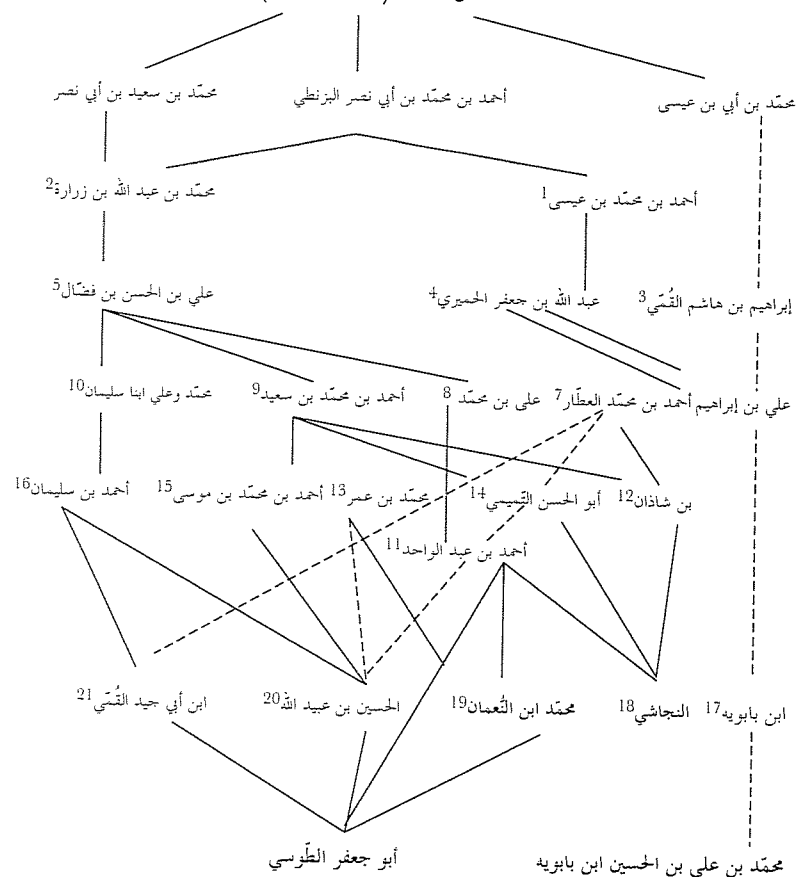 محمّد بن أبي بن عيسى أحمد بن محمّد بن أبي نصر البزنطي محمّد بن سعيد بن أبي نصر
أحمد بن محمّد بن عيسى1 محمّد بن عبد الله بن زرارة2
إبراهيم بن هاشم القُمّي3 عبد الله بن جعفر الحميري4 علي بن الحسن بن فضّال5
علي بن إبراهيم أحمد بن محمّد العطّار7 على بن محمّد 8 أحمد بن محمّد بن سعيد9 محمّد وعلي ابنا سليمان10
بن شاذان12 أبو الحسن التّميمي14 محمّد بن عمر13 أحمد بن محمّد بن موسى15 أحمد بن سليمان16
أحمد بن عبد الواحد11
ابن بابويه17 النجاشي18 محمّد ابن النُّعمان19 الحسين بن عبيد الله20 ابن أبي جيد القُمّي21
محمّد بن على بن الحسين ابن بابويه أبو جعفر الطّوسي